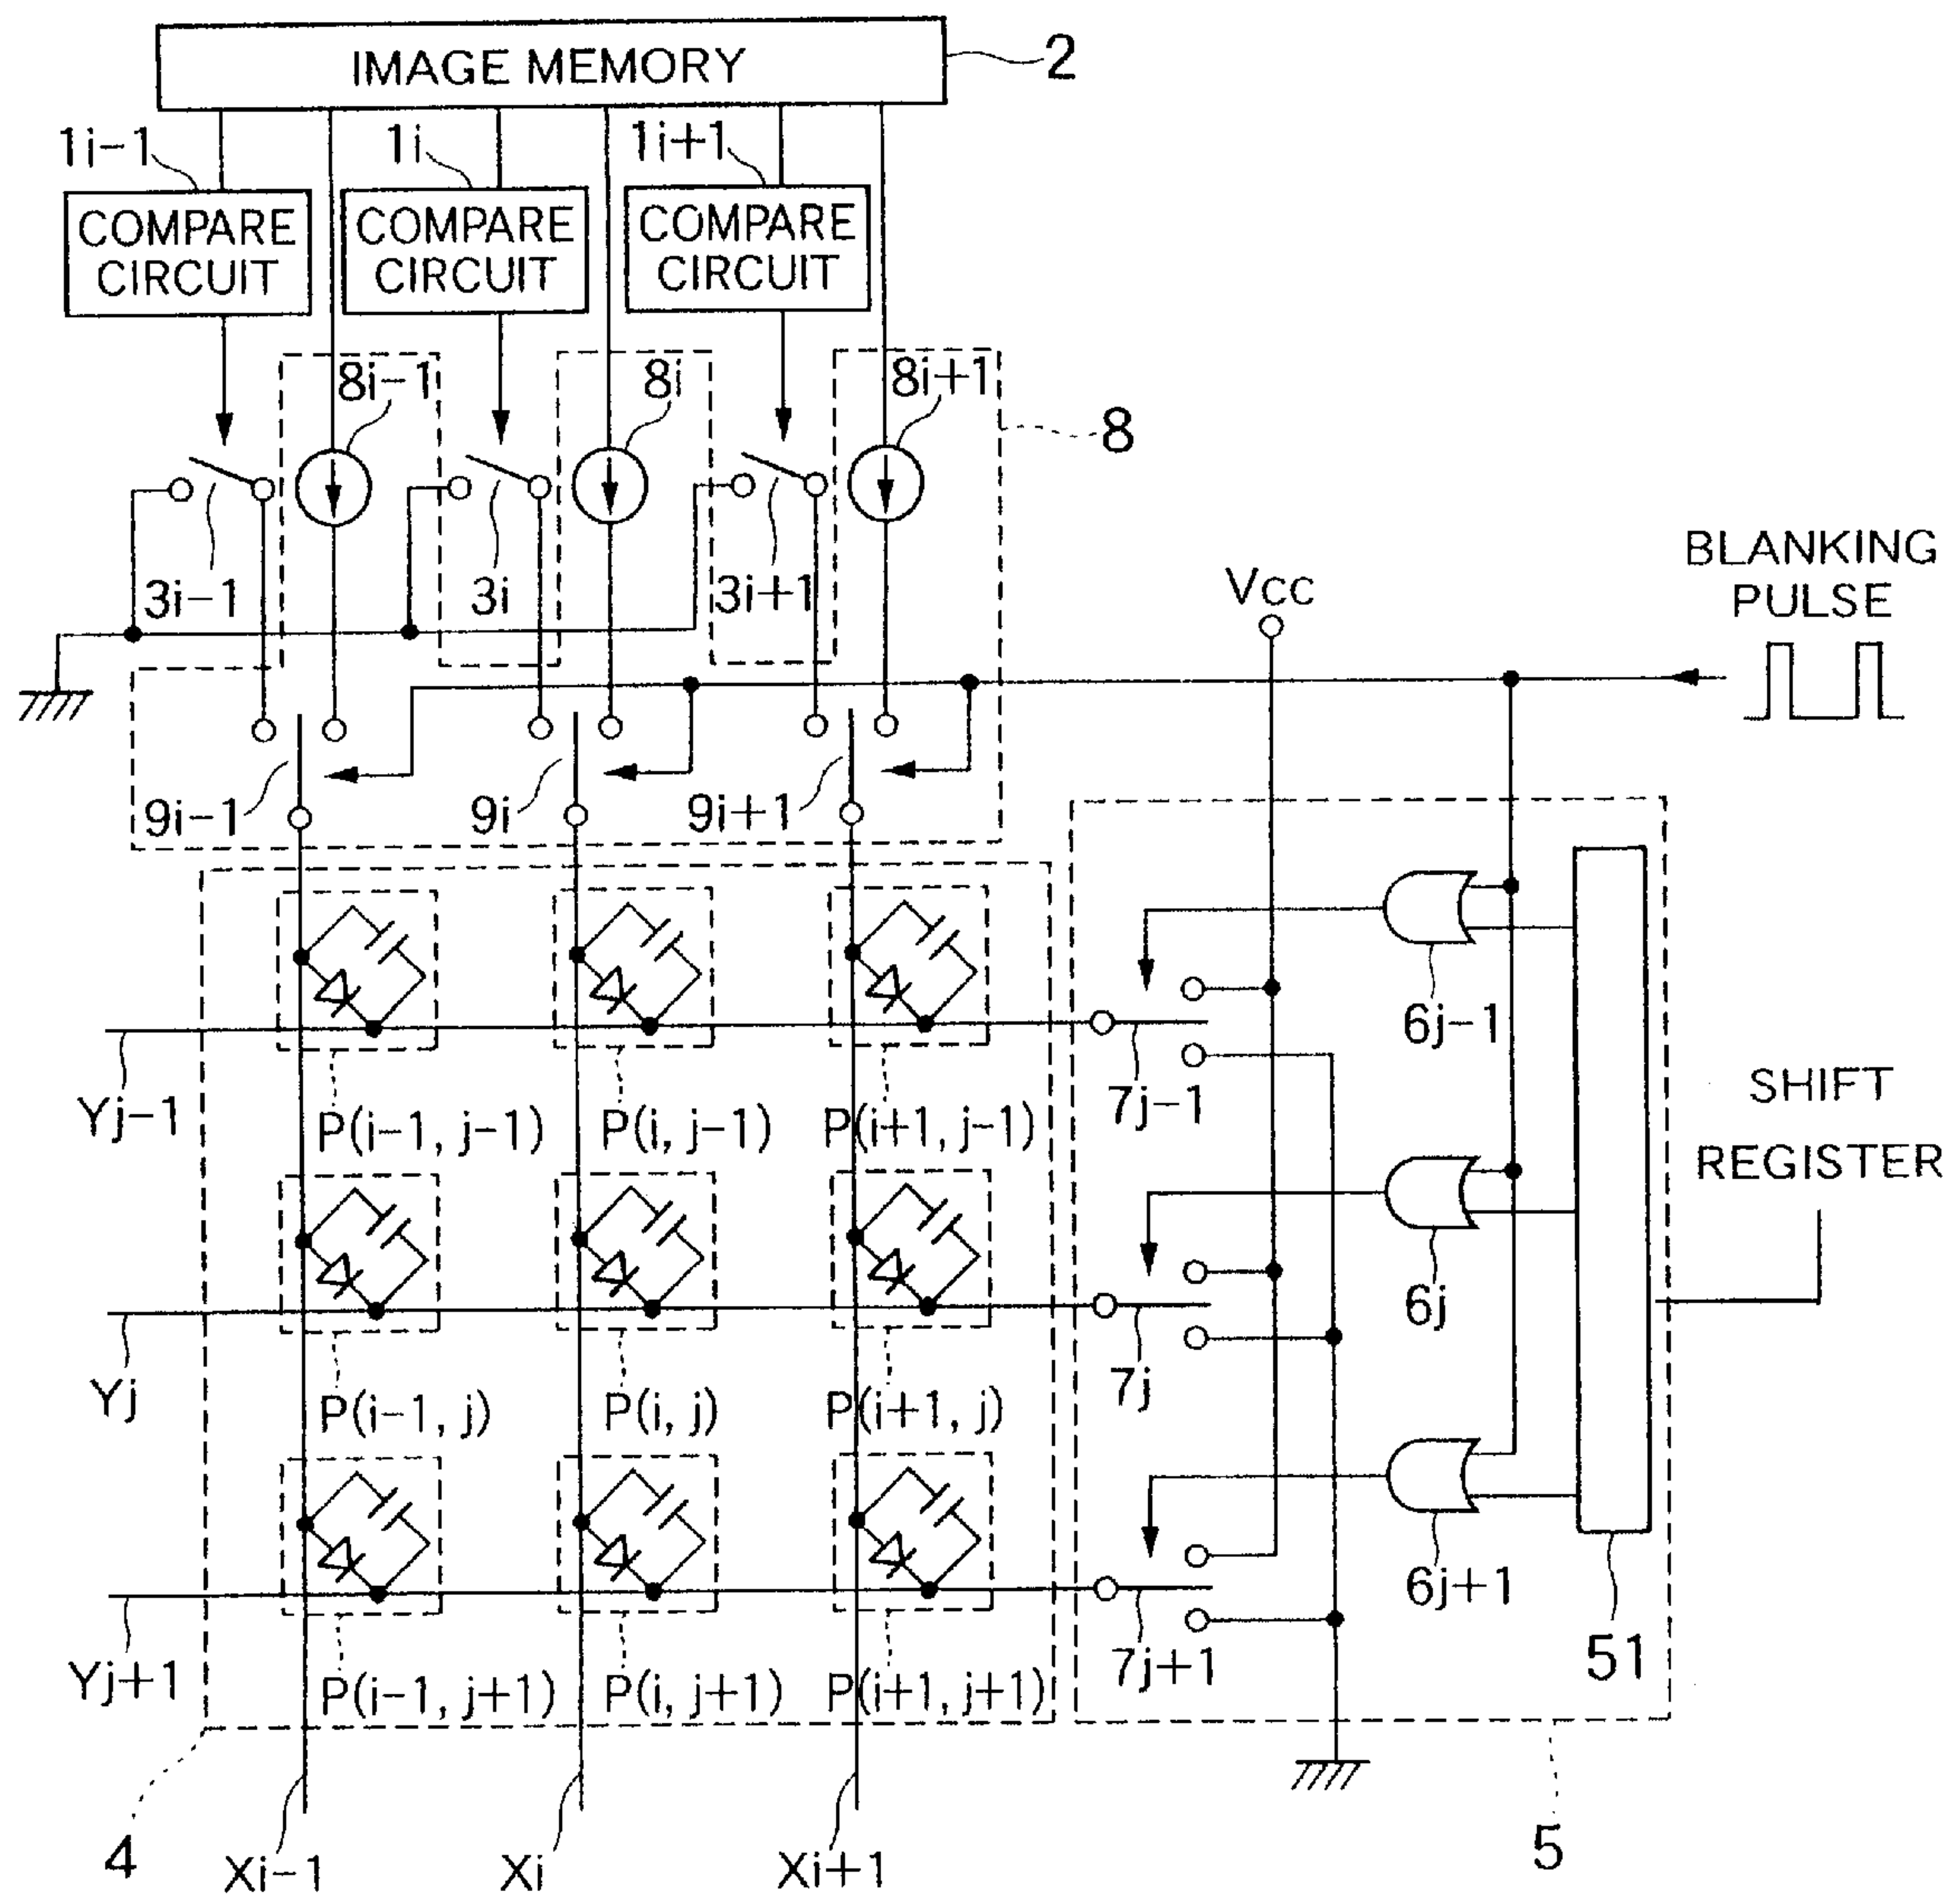 IMAGE MEMORY
2
1i-1
1i
1i+1
COMPARE
CIRCUIT
COMPARE
CIRCUIT
COMPARE
CIRCUIT
8i-1
8i
8i+1
8
3i-1
3i
3i+1
Vcc
BLANKING
PULSE
9i-1
9i
9i+1
6j-1
Yj-1
P(i-1, j-1)
P(i, j-1)
P(i+1, j-1)
7j-1
SHIFT
REGISTER
6j
Yj
P(i-1, j)
P(i, j)
P(i+1, j)
7j
6j+1
Yj+1
P(i-1, j+1)
P(i, j+1)
P(i+1, j+1)
7j+1
51
4
Xi-1
Xi
Xi+1
5